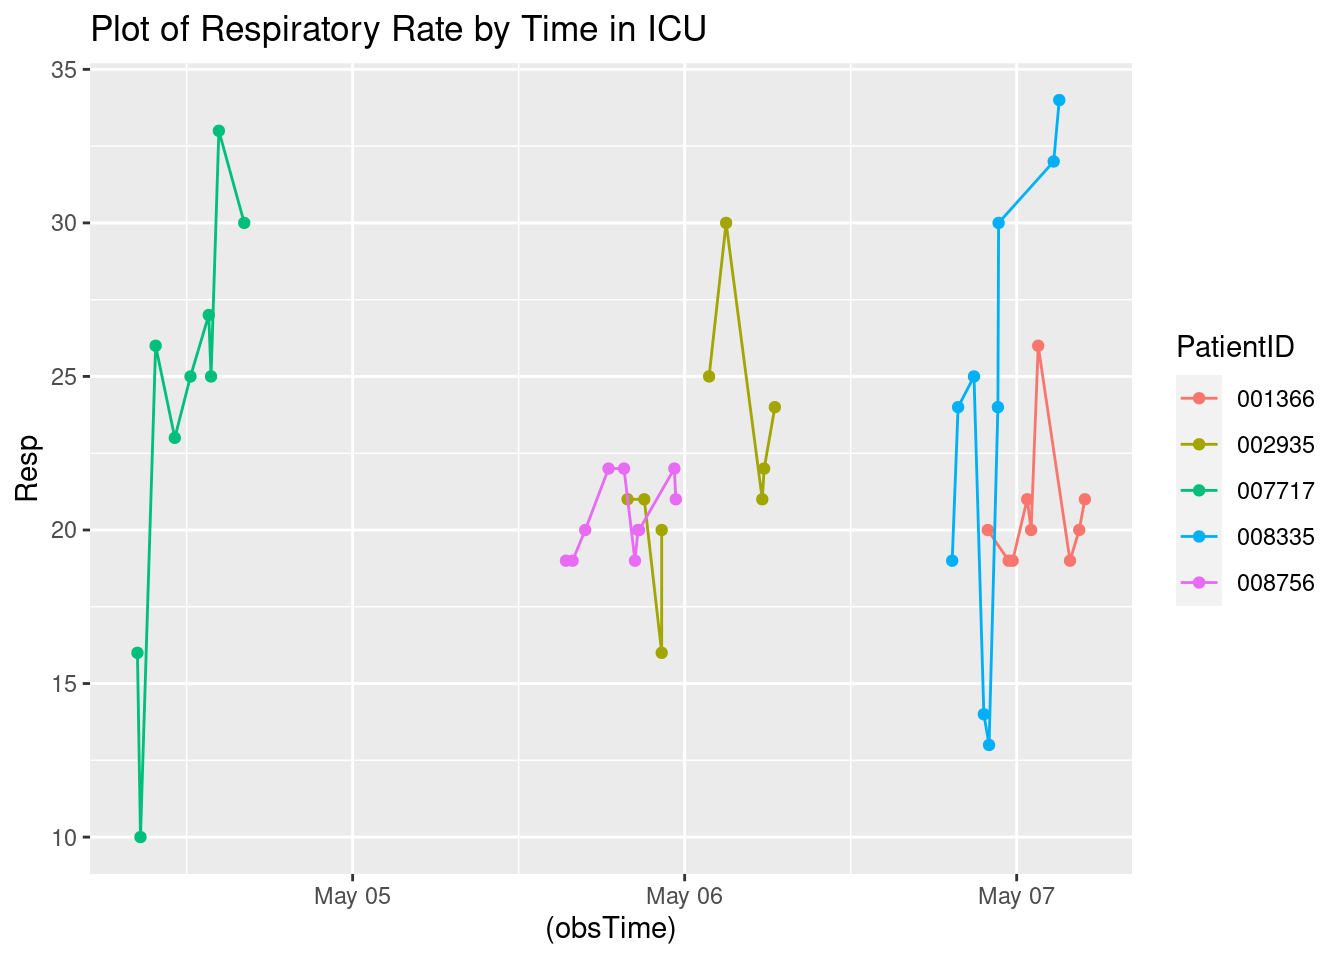 Plot of Respiratory Rate by Time in ICU
35
30
25
20
15
10
Resp
May 05
May 06
May 07
(obsTime)
PatientID
001366
002935
007717
008335
008756